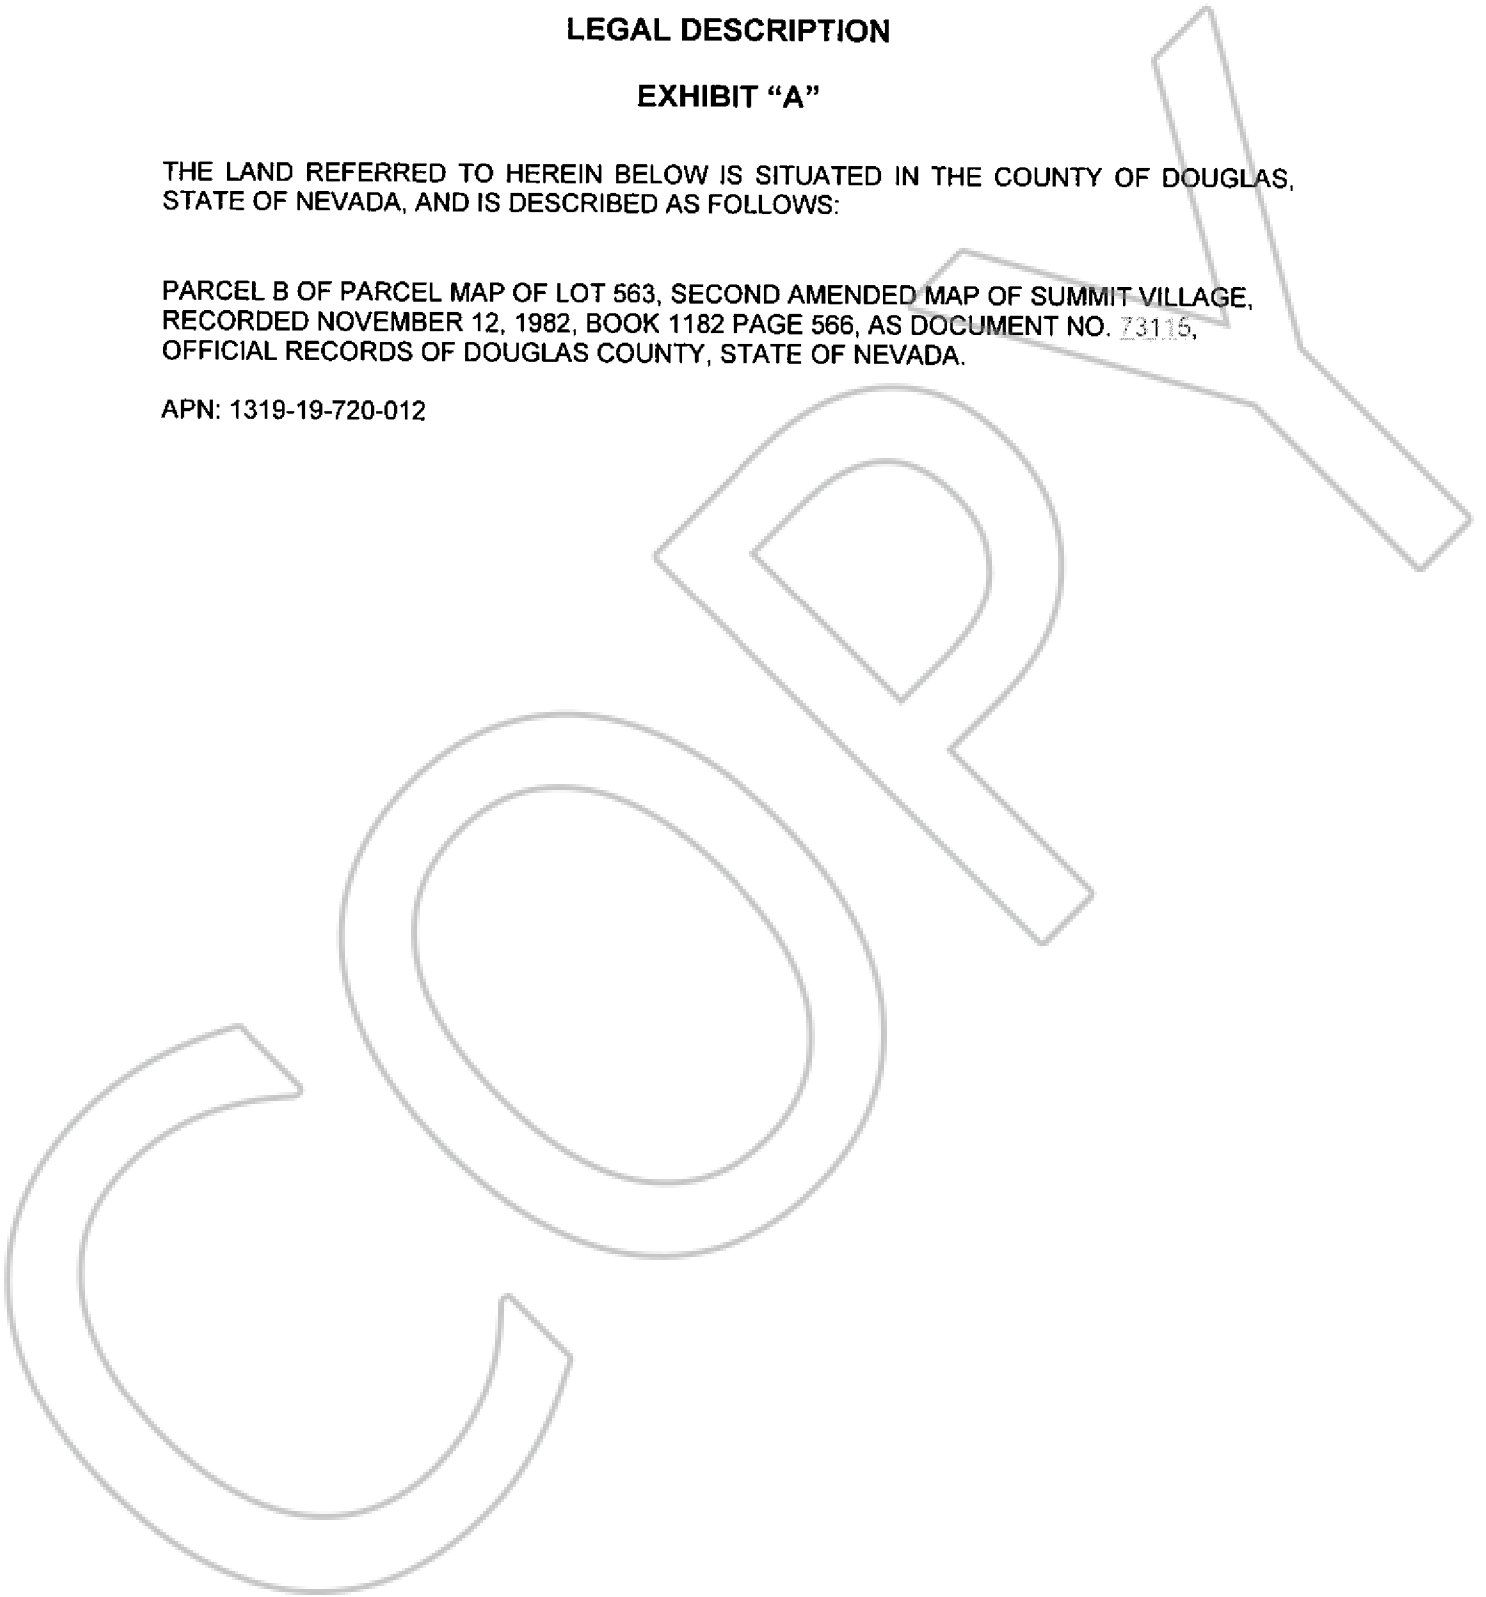 LEGAL DESCRIPTION
EXHIBIT “A”
THE LAND REFERRED TO HEREIN BELOW IS SITUATED IN THE COUNTY OF DOUGLAS,
STATE OF NEVADA, AND IS DESCRIBED AS FOLLOWS:
PARCEL B OF PARCEL MAP OF LOT 563, SECOND AMENDED MAP OF SUMMIT VILLAGE,
RECORDED NOVEMBER 12, 1982, BOOK 1182 PAGE 566, AS DOCUMENT NO. 73115,
OFFICIAL RECORDS OF DOUGLAS COUNTY, STATE OF NEVADA.
APN: 1319-19-720-012
COPY